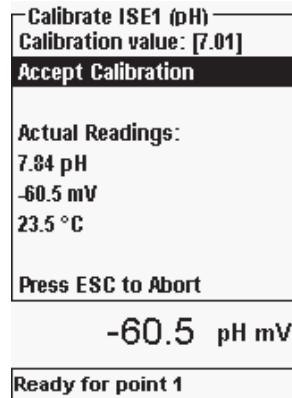 Calibrate ISE1 (pH)
Calibration value: [7.01]
Accept Calibration
Actual Readings:
7.84 pH
-60.5 mV
23.5 °C
Press ESC to Abort
-60.5 pH mV
Ready for point 1